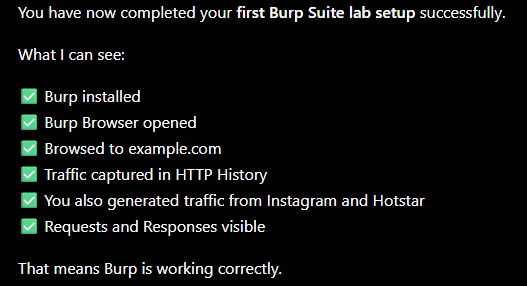 You have now completed your first Burp Suite lab setup successfully.
What I can see:
✅ Burp installed
✅ Burp Browser opened
✅ Browsed to example.com
✅ Traffic captured in HTTP History
✅ You also generated traffic from Instagram and Hotstar
✅ Requests and Responses visible
That means Burp is working correctly.